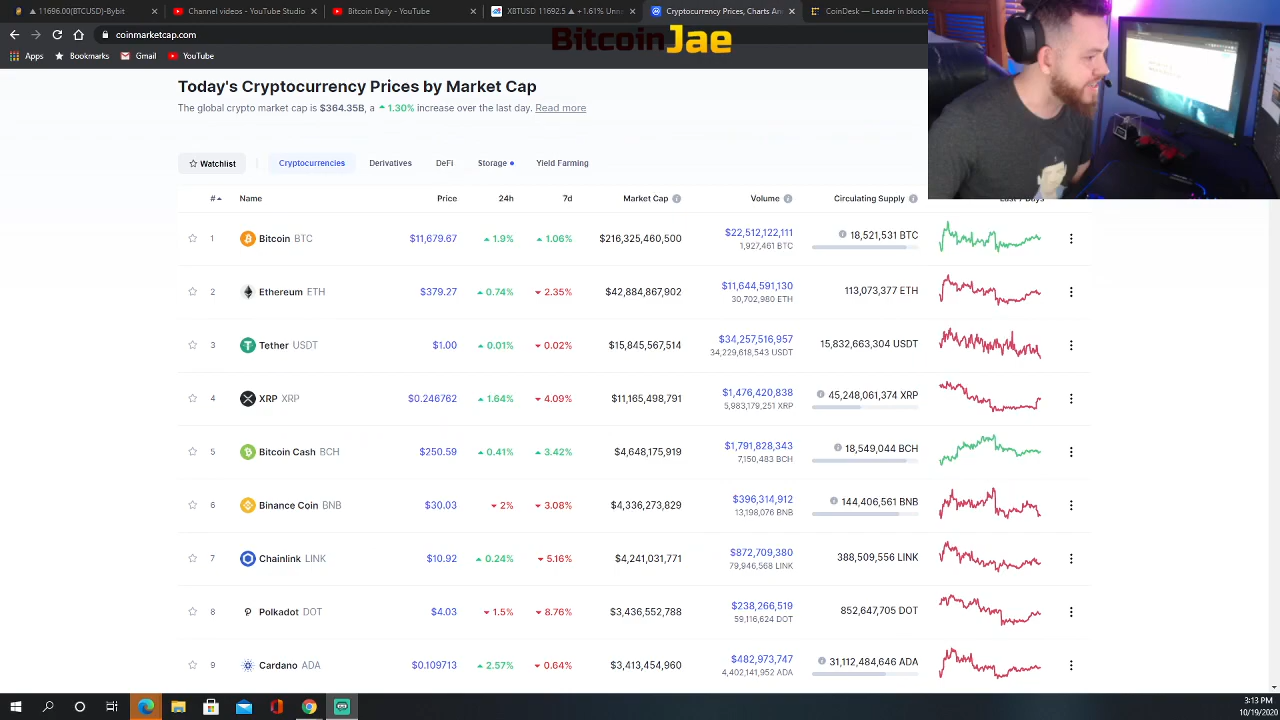 ▲ 11696.00(BTCUSD)-Bybit
Channel videos - YouTube
Bitcoin Daily - YouTube
XBTUSD 11692.5 ▲ +1.61% Unnam
Cryptocurrency Prices, Charts An
CoinDesk — Leader in blockc
coinmarketcap.com
BitcoinJae
Apps
Bookmarks
Gmail
YouTube
Today's Cryptocurrency Prices by Market Cap
The global crypto market cap is $364.35B, a 1.30% increase over the last day. Read more
Watchlist
Cryptocurrencies
Derivatives
DeFi
Storage
Yield Farming
# Name Price 24h 7d Market Cap Volume Circulating Supply Last 7 Days
1 Bitcoin BTC $11,679.67 1.9% 1.06% $216,325,460,500 $22,512,122,111 18,521,531 BTC
1,927,461 BTC
2 Ethereum ETH $379.27 0.74% 2.35% $42,884,867,902 $11,644,591,130 113,073,377 ETH
30,702,980 ETH
3 Tether USDT $1.00 0.01% 0.02% $15,845,567,514 $34,257,516,957 15,832,663,304 USDT
34,229,618,543 USDT
4 XRP XRP $0.246762 1.64% 4.09% $11,165,498,791 $1,476,420,838 45,248,061,374 XRP
5,983,179,251 XRP
5 Bitcoin Cash BCH $250.59 0.41% 3.42% $4,648,175,919 $1,791,828,343 18,549,044 BCH
7,150,483 BCH
6 Binance Coin BNB $30.03 2% 3.08% $4,336,273,829 $396,314,912 144,406,561 BNB
13,198,076 BNB
7 Chainlink LINK $10.92 0.24% 5.16% $4,241,031,771 $872,709,380 388,509,556 LINK
79,946,568 LINK
8 Polkadot DOT $4.03 1.5% 8.76% $3,436,552,788 $238,266,519 852,647,705 DOT
59,116,624 DOT
9 Cardano ADA $0.109713 2.57% 0.64% $3,413,454,960 $482,973,747 31,112,484,646 ADA
4,402,141,952 ADA
3:13 PM
10/19/2020